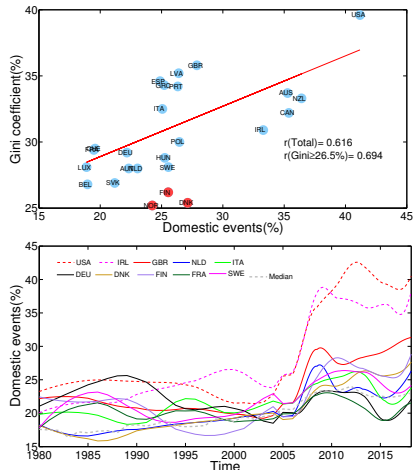 40
35
30
25
20
15
Gini coefficient(%)
USA
GBR
LVA
ESP
PRT
AUS
NZL
ITA
CAN
IRL
POL
DEU
HUN
LUX
NLD
SWE
BEL
SVK
FIN
NOR
DNK
r(Total)= 0.616
r(Gini≥26.5%)= 0.694
15 20 25 30 35 40 45
Domestic events(%)
45
40
35
30
25
20
15
Domestic events(%)
USA IRL GBR NLD ITA
DEU DNK FIN FRA SWE Median
1980 1985 1990 1995 2000 2005 2010 2015
Time